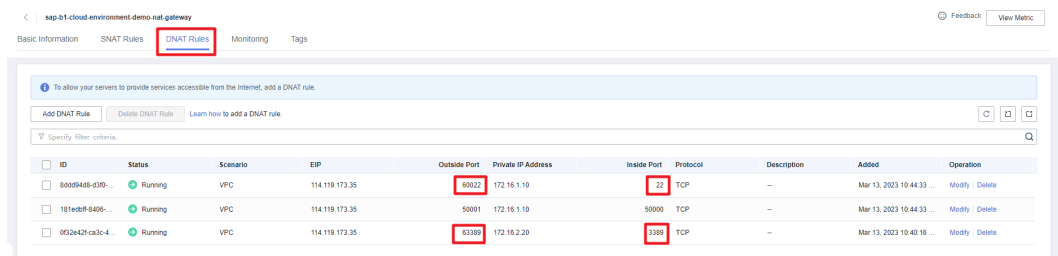 sap-b1-cloud-environment-demo-nat-gateway
Feedback View Metric
Basic Information SNAT Rules DNAT Rules Monitoring Tags
To allow your servers to provide services accessible from the Internet, add a DNAT rule.
Add DNAT Rule Delete DNAT Rule Learn how to add a DNAT rule.
Specify filter criteria.
ID Status Scenario EIP Outside Port Private IP Address Inside Port Protocol Description Added Operation
8ddd94d8-d3f0-... Running VPC 114.119.173.35 60022 172.16.1.10 22 TCP -- Mar 13, 2023 10:44:33 ... Modify Delete
181edbff-8406-... Running VPC 114.119.173.35 50001 172.16.1.10 50000 TCP -- Mar 13, 2023 10:44:33 ... Modify Delete
0f32e42f-ca3c-4... Running VPC 114.119.173.35 63389 172.16.2.20 3389 TCP -- Mar 13, 2023 10:40:16 ... Modify Delete